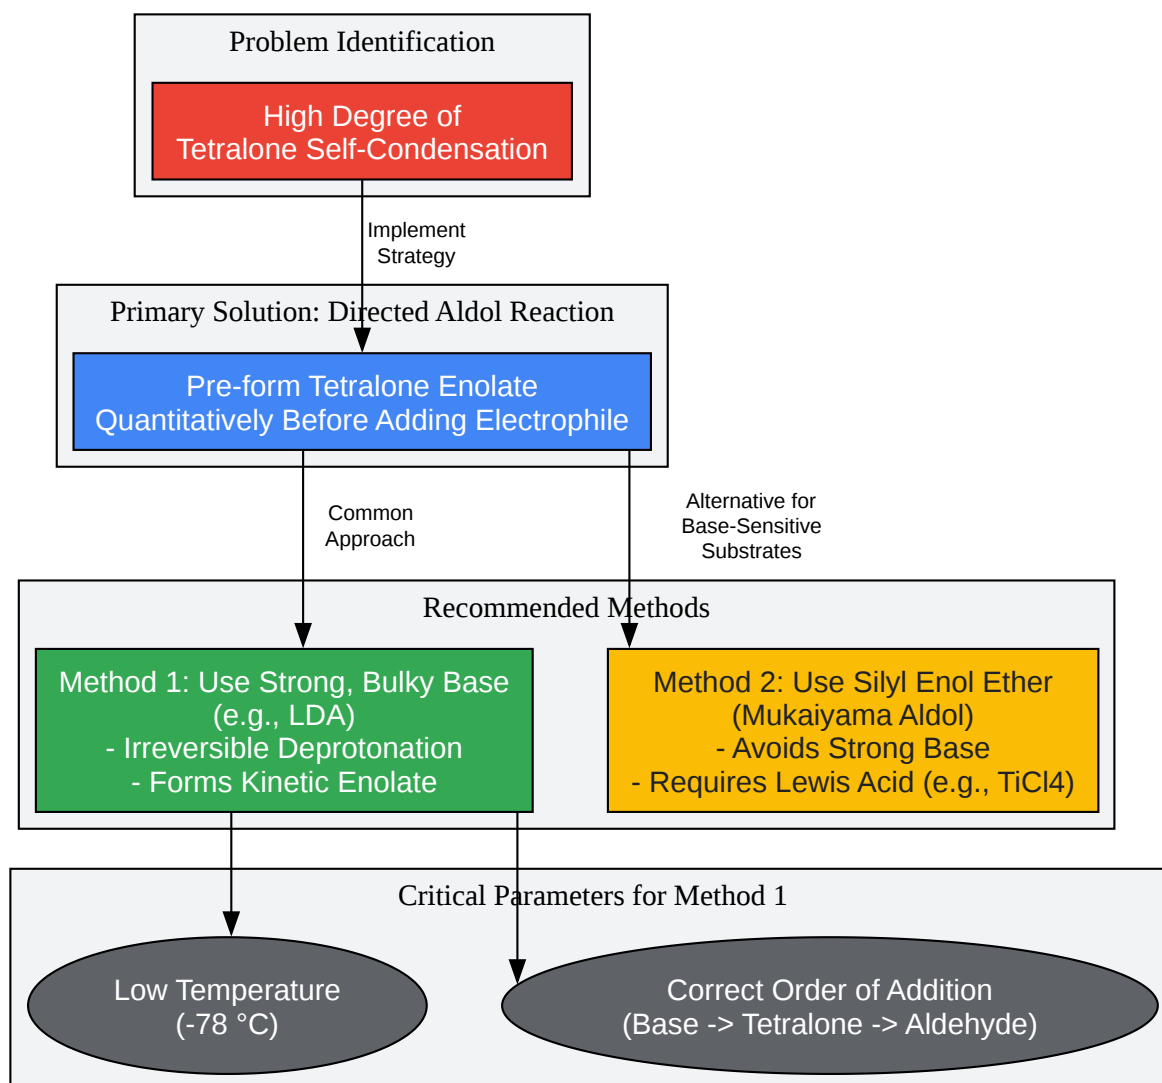 Problem Identification
High Degree of
Tetralone Self-Condensation
Implement
Strategy
Primary Solution: Directed Aldol Reaction
Pre-form Tetralone Enolate
Quantitatively Before Adding Electrophile
Common
Approach
Alternative for
Base-Sensitive
Substrates
Recommended Methods
Method 1: Use Strong, Bulky Base
(e.g., LDA)
- Irreversible Deprotonation
- Forms Kinetic Enolate
Method 2: Use Silyl Enol Ether
(Mukaiyama Aldol)
- Avoids Strong Base
- Requires Lewis Acid (e.g., TiCl4)
Critical Parameters for Method 1
Low Temperature
(-78 °C)
Correct Order of Addition
(Base -> Tetralone -> Aldehyde)